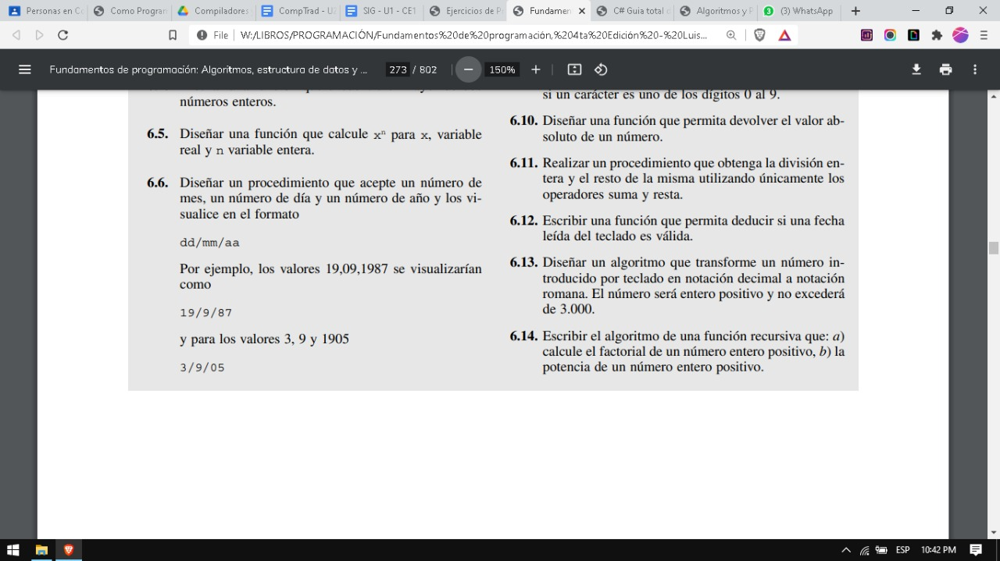 Personas en C
Como Program
Compiladores
CompTrad - U2
SIG - U1 - CE1
Ejercicios de P
Fundamen
C# Guia total d
Algoritmos y P
(3) WhatsApp
File
W:/LIBROS/PROGRAMACIÓN/Fundamentos%20de%20programación.%204ta%20Edición%20-%20Luis...
Fundamentos de programación: Algoritmos, estructura de datos y ...
273 / 802
150%
números enteros.
6.5. Diseñar una función que calcule xⁿ para x, variable
real y n variable entera.
6.6. Diseñar un procedimiento que acepte un número de
mes, un número de día y un número de año y los vi-
sualice en el formato
dd/mm/aa
Por ejemplo, los valores 19,09,1987 se visualizarían
como
19/9/87
y para los valores 3, 9 y 1905
3/9/05
si un carácter es uno de los dígitos 0 al 9.
6.10. Diseñar una función que permita devolver el valor ab-
soluto de un número.
6.11. Realizar un procedimiento que obtenga la división en-
tera y el resto de la misma utilizando únicamente los
operadores suma y resta.
6.12. Escribir una función que permita deducir si una fecha
leída del teclado es válida.
6.13. Diseñar un algoritmo que transforme un número in-
troducido por teclado en notación decimal a notación
romana. El número será entero positivo y no excederá
de 3.000.
6.14. Escribir el algoritmo de una función recursiva que: a)
calcule el factorial de un número entero positivo, b) la
potencia de un número entero positivo.
ESP
10:42 PM